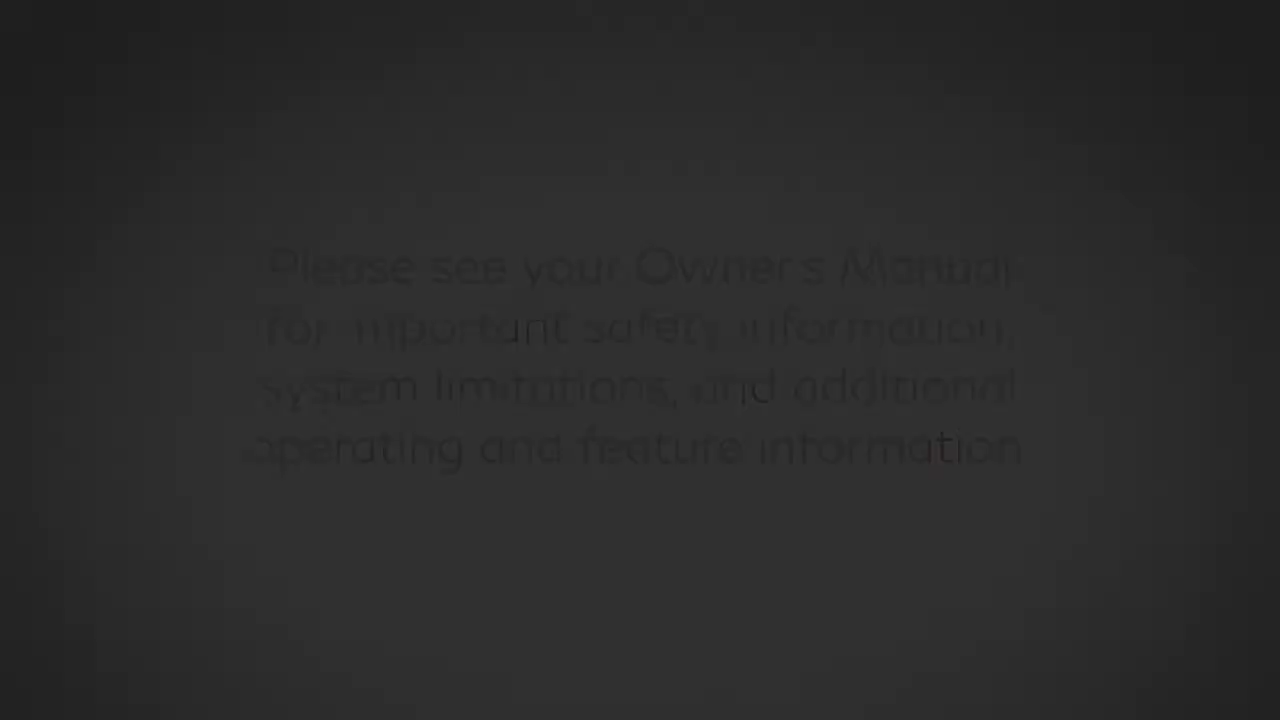 Please see your Owner's Manual
for important safety information,
system limitations, and additional
operating and feature information